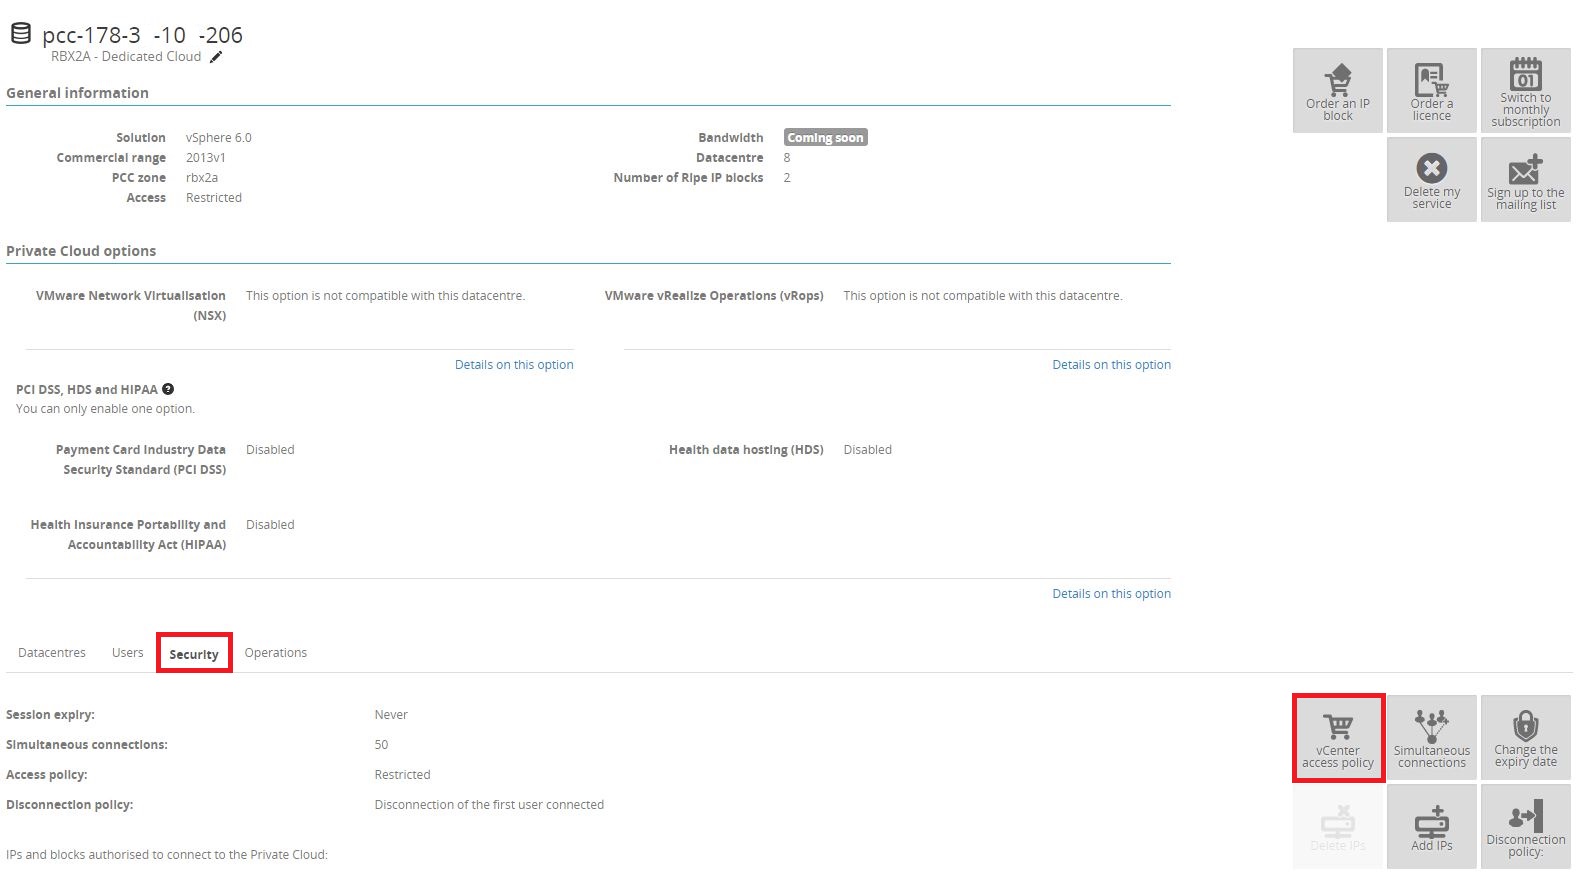 pcc-178-3 -10 -206
RBX2A - Dedicated Cloud
Order an IP
block
Order a
licence
01
Switch to
monthly
subscription
Delete my
service
Sign up to the
mailing list
General information
Solution vSphere 6.0
Commercial range 2013v1
PCC zone rbx2a
Access Restricted
Bandwidth Coming soon
Datacentre 8
Number of Ripe IP blocks 2
Private Cloud options
VMware Network Virtualisation
(NSX)
This option is not compatible with this datacentre.
Details on this option
VMware vRealize Operations (vRops) This option is not compatible with this datacentre.
Details on this option
PCI DSS, HDS and HIPAA ?
You can only enable one option.
Payment Card Industry Data
Security Standard (PCI DSS)
Disabled
Health data hosting (HDS) Disabled
Health Insurance Portability and
Accountability Act (HIPAA)
Disabled
Details on this option
Datacentres Users Security Operations
Session expiry: Never
Simultaneous connections: 50
Access policy: Restricted
Disconnection policy: Disconnection of the first user connected
IPs and blocks authorised to connect to the Private Cloud:
vCenter
access policy
Simultaneous
connections
Change the
expiry date
Delete IPs
Add IPs
Disconnection
policy: